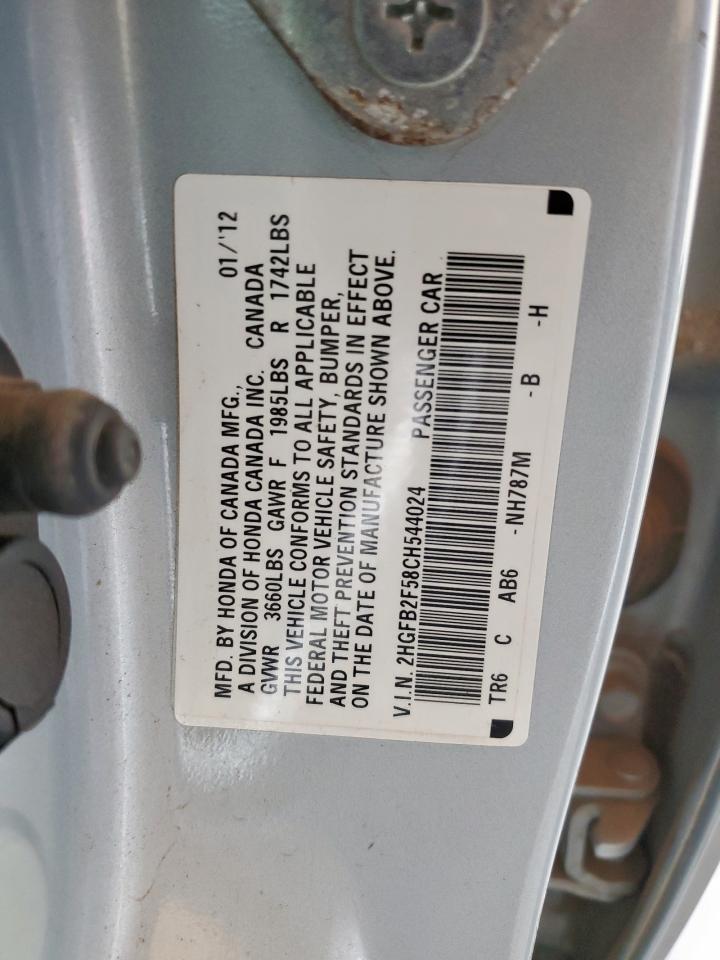 MFD. BY HONDA OF CANADA MFG., 01/'12
A DIVISION OF HONDA CANADA INC. CANADA
GVWR 3660LBS GAWR F 1985LBS R 1742LBS
THIS VEHICLE CONFORMS TO ALL APPLICABLE
FEDERAL MOTOR VEHICLE SAFETY, BUMPER,
AND THEFT PREVENTION STANDARDS IN EFFECT
ON THE DATE OF MANUFACTURE SHOWN ABOVE.
V.I.N. 2HGFB2F58CH544024 PASSENGER CAR
TR6 C AB6 -NH787M -B -H